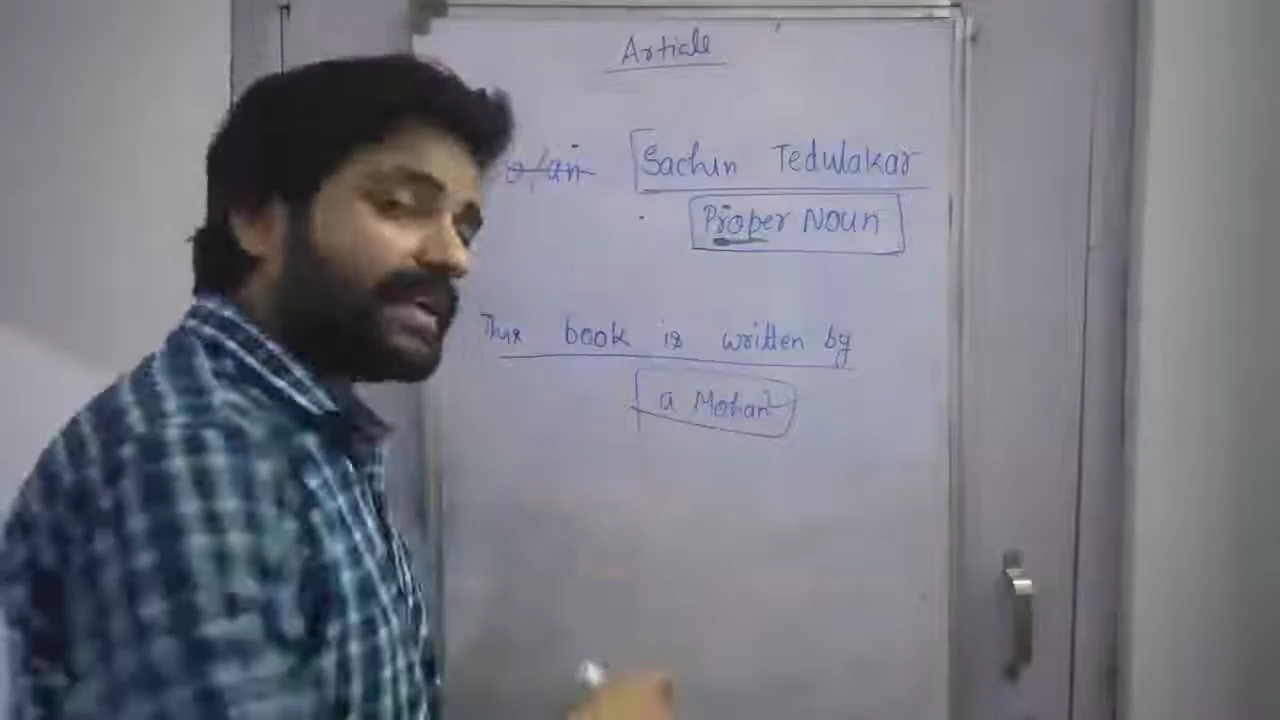 Article
a/an Sachin Tedulakar
Proper Noun
This book is written by
a Mohan